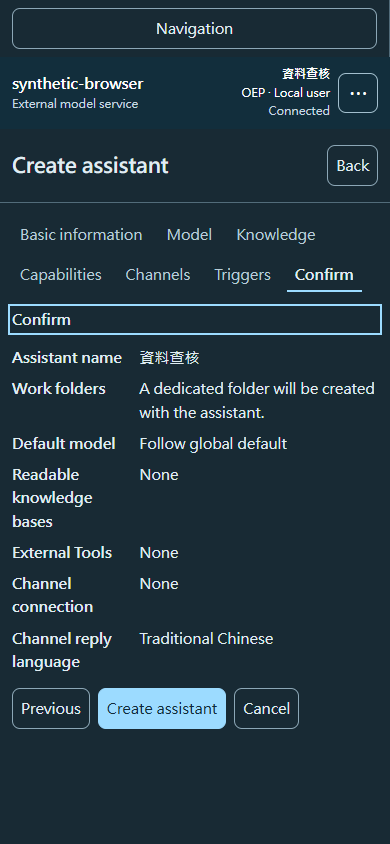 Navigation
synthetic-browser
External model service
資料查核
OEP · Local user
Connected
···
Create assistant
Back
Basic information
Model
Knowledge
Capabilities
Channels
Triggers
Confirm
Confirm
Assistant name
資料查核
Work folders
A dedicated folder will be created
with the assistant.
Default model
Follow global default
Readable
knowledge
bases
None
External Tools
None
Channel
connection
None
Channel reply
language
Traditional Chinese
Previous
Create assistant
Cancel